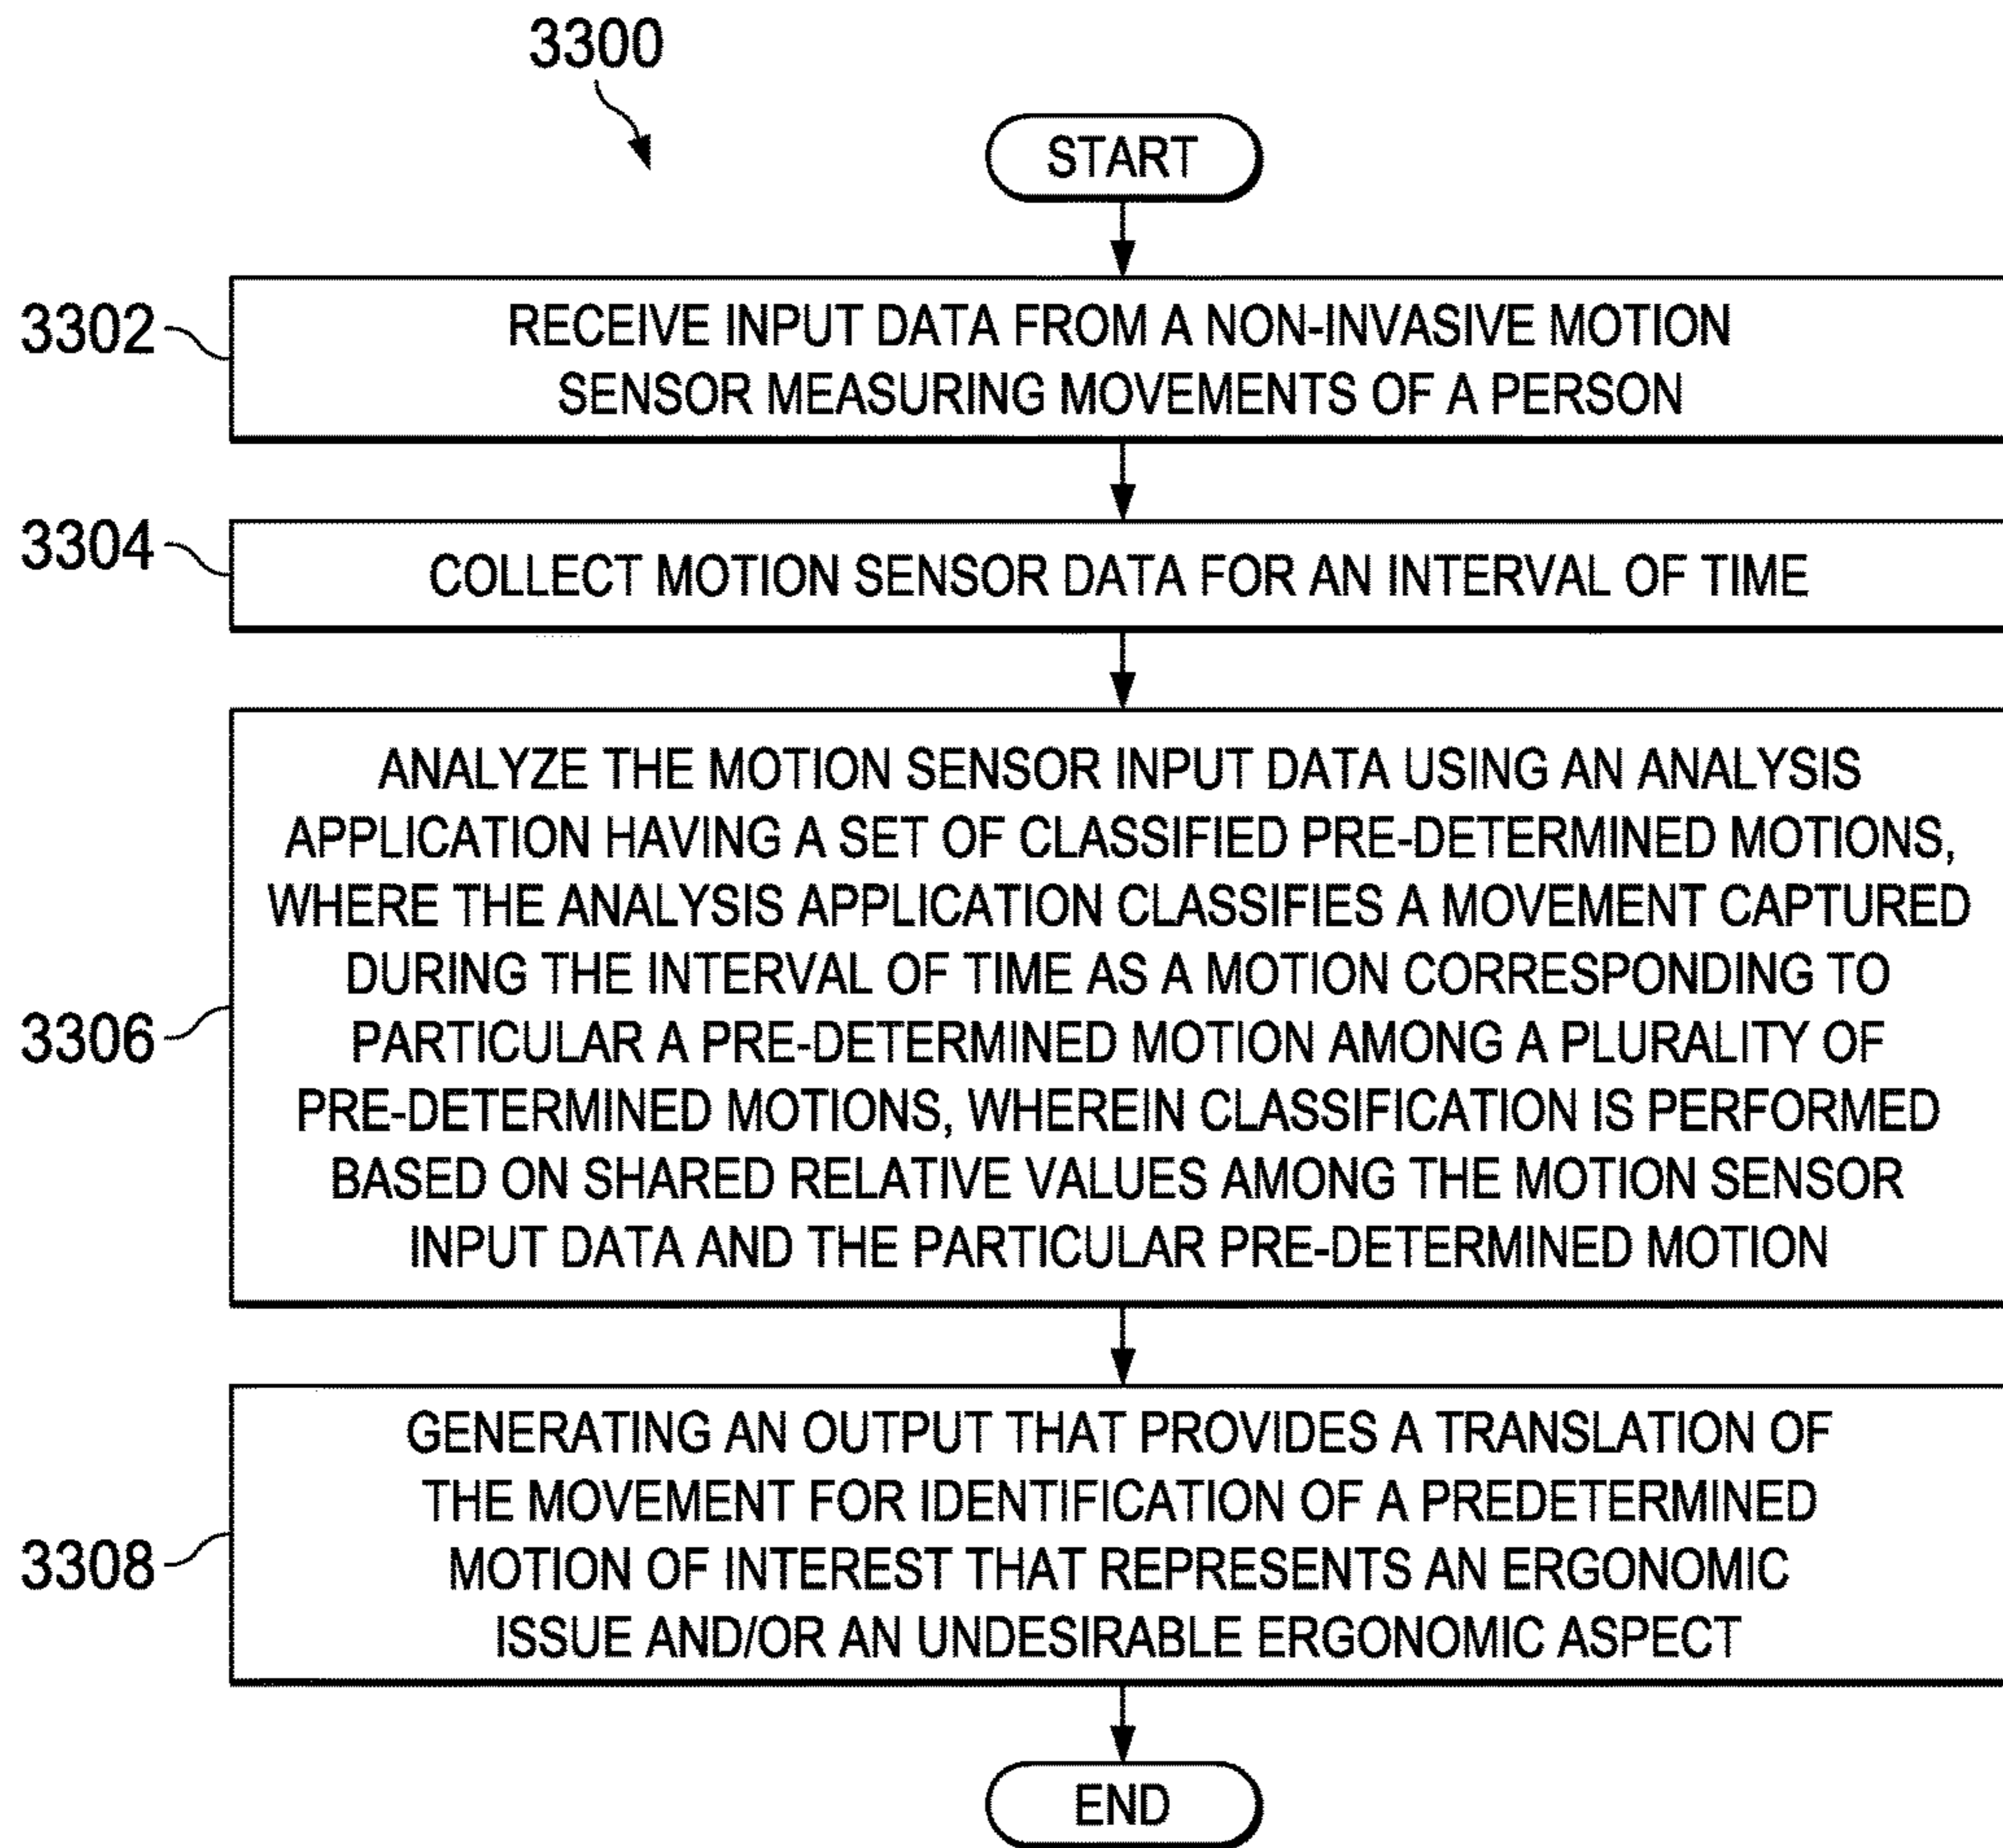 3300
START
3302
RECEIVE INPUT DATA FROM A NON-INVASIVE MOTION
SENSOR MEASURING MOVEMENTS OF A PERSON
3304
COLLECT MOTION SENSOR DATA FOR AN INTERVAL OF TIME
3306
ANALYZE THE MOTION SENSOR INPUT DATA USING AN ANALYSIS
APPLICATION HAVING A SET OF CLASSIFIED PRE-DETERMINED MOTIONS,
WHERE THE ANALYSIS APPLICATION CLASSIFIES A MOVEMENT CAPTURED
DURING THE INTERVAL OF TIME AS A MOTION CORRESPONDING TO
PARTICULAR A PRE-DETERMINED MOTION AMONG A PLURALITY OF
PRE-DETERMINED MOTIONS, WHEREIN CLASSIFICATION IS PERFORMED
BASED ON SHARED RELATIVE VALUES AMONG THE MOTION SENSOR
INPUT DATA AND THE PARTICULAR PRE-DETERMINED MOTION
3308
GENERATING AN OUTPUT THAT PROVIDES A TRANSLATION OF
THE MOVEMENT FOR IDENTIFICATION OF A PREDETERMINED
MOTION OF INTEREST THAT REPRESENTS AN ERGONOMIC
ISSUE AND/OR AN UNDESIRABLE ERGONOMIC ASPECT
END